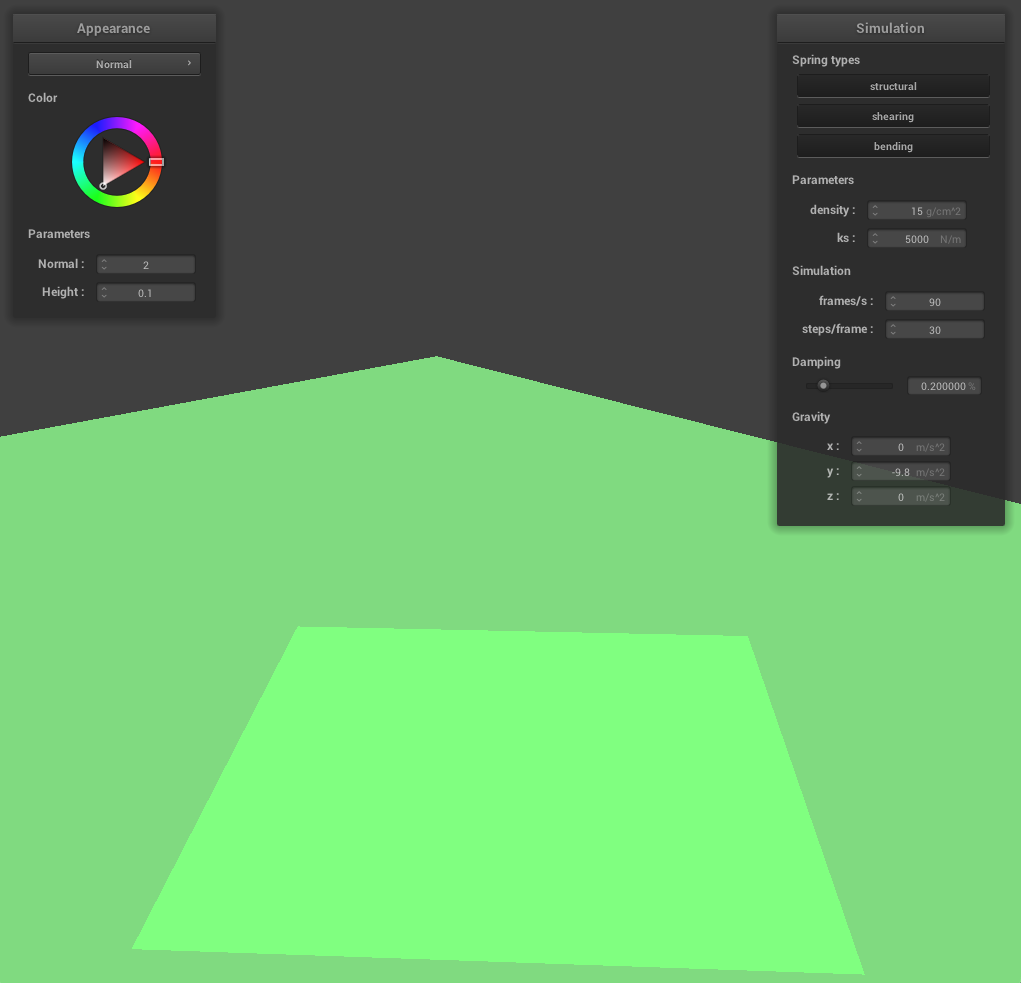 Appearance
Normal ›
Color
Parameters
Normal : 2
Height : 0.1
Simulation
Spring types
structural
shearing
bending
Parameters
density : 15 g/cm^2
ks : 5000 N/m
Simulation
frames/s : 90
steps/frame : 30
Damping
0.200000 %
Gravity
x : 0 m/s^2
y : -9.8 m/s^2
z : 0 m/s^2